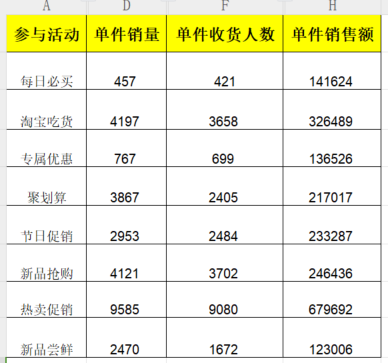 A D F H
参与活动 单件销量 单件收货人数 单件销售额
每日必买 457 421 141624
淘宝吃货 4197 3658 326489
专属优惠 767 699 136526
聚划算 3867 2405 217017
节日促销 2953 2484 233287
新品抢购 4121 3702 246436
热卖促销 9585 9080 679692
新品尝鲜 2470 1672 123006